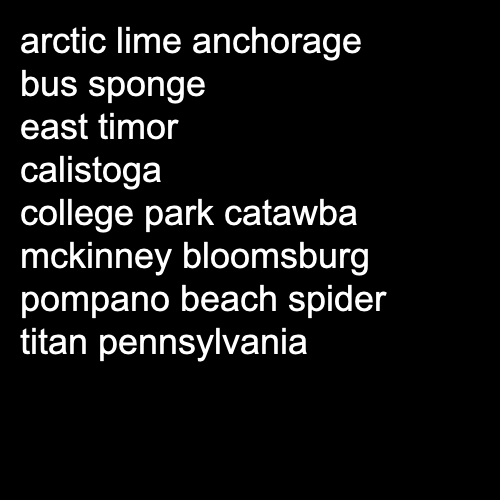 arctic lime anchorage
bus sponge
east timor
calistoga
college park catawba
mckinney bloomsburg
pompano beach spider
titan pennsylvania